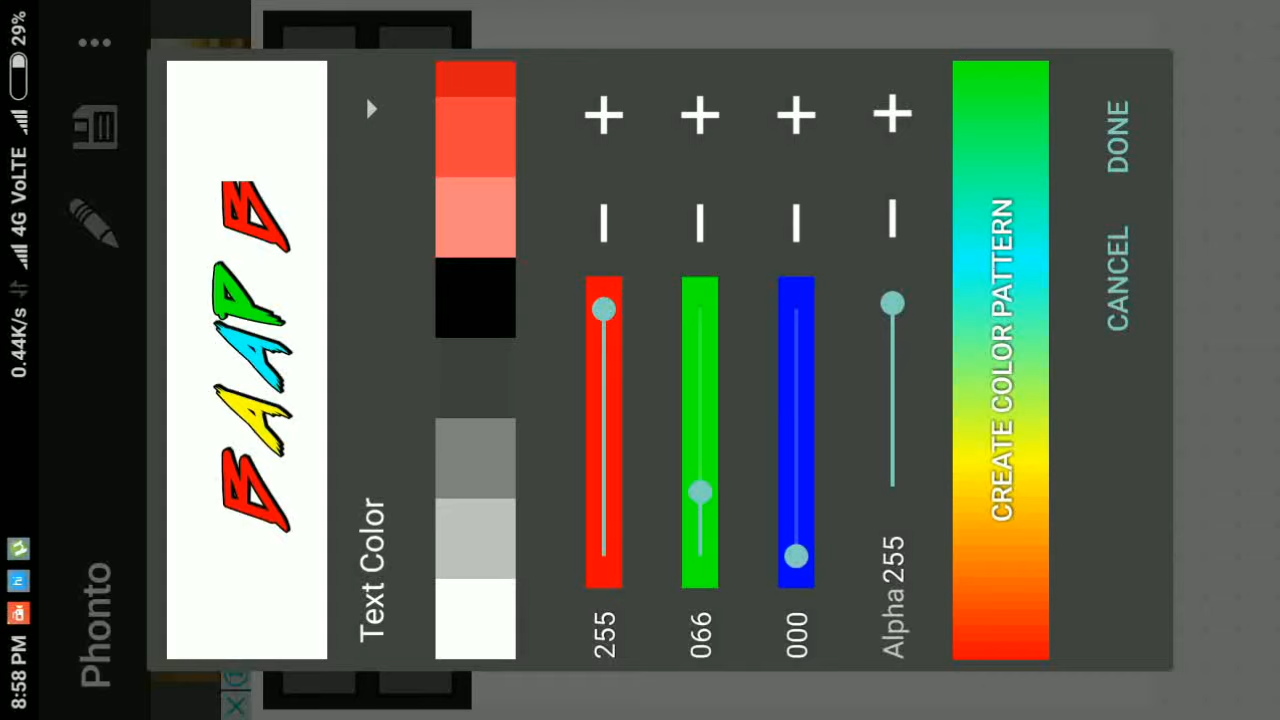 8:58 PM 0.44K/s 4G VoLTE 29%
Phonto
BAAP B
Text Color
255
066
000
Alpha 255
CREATE COLOR PATTERN
CANCEL DONE